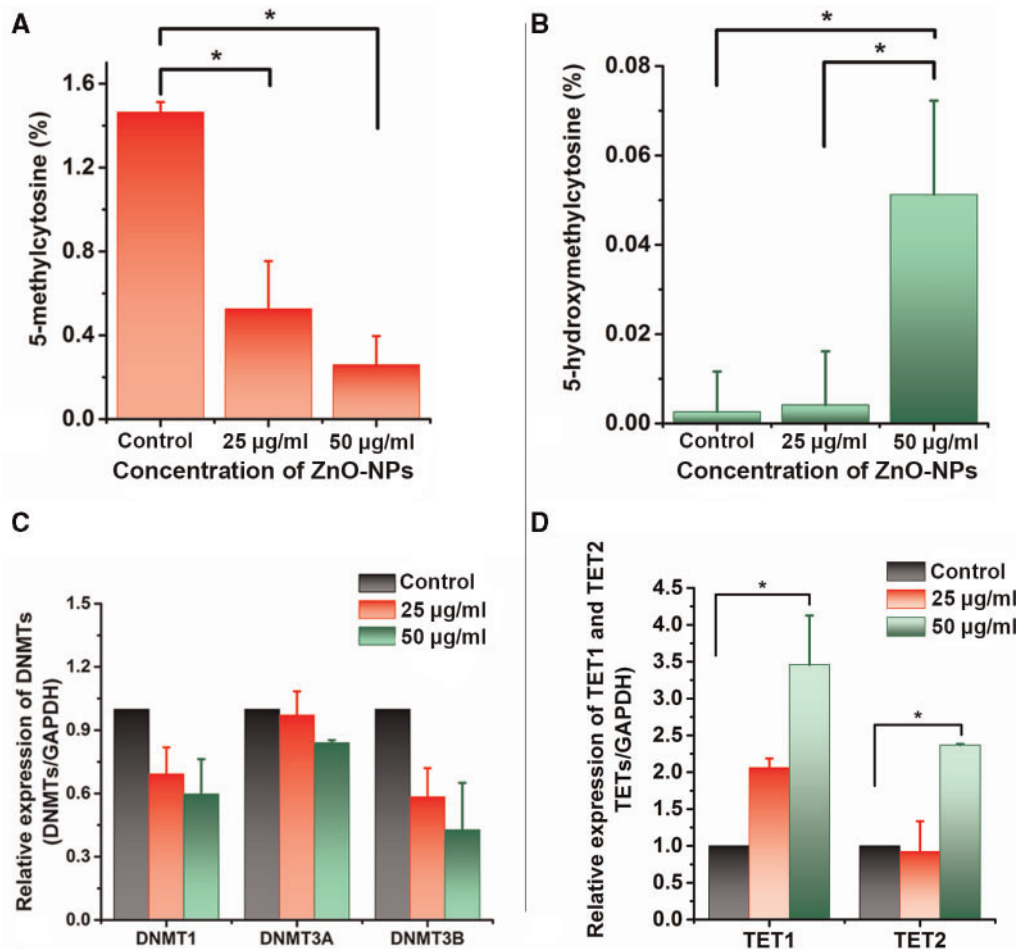 A
*
*
5-methylcytosine (%)
1.6
1.2
0.8
0.4
0.0
Control 25 µg/ml 50 µg/ml
Concentration of ZnO-NPs
B
*
*
5-hydroxymethylcytosine (%)
0.08
0.06
0.04
0.02
0.00
Control 25 µg/ml 50 µg/ml
Concentration of ZnO-NPs
C
Relative expression of DNMTs
(DNMTs/GAPDH)
Control
25 µg/ml
50 µg/ml
1.5
1.2
0.9
0.6
0.3
0.0
DNMT1 DNMT3A DNMT3B
D
Relative expression of TET1 and TET2
TETs/GAPDH)
Control
25 µg/ml
50 µg/ml
*
*
4.5
4.0
3.5
3.0
2.5
2.0
1.5
1.0
0.5
0.0
TET1 TET2